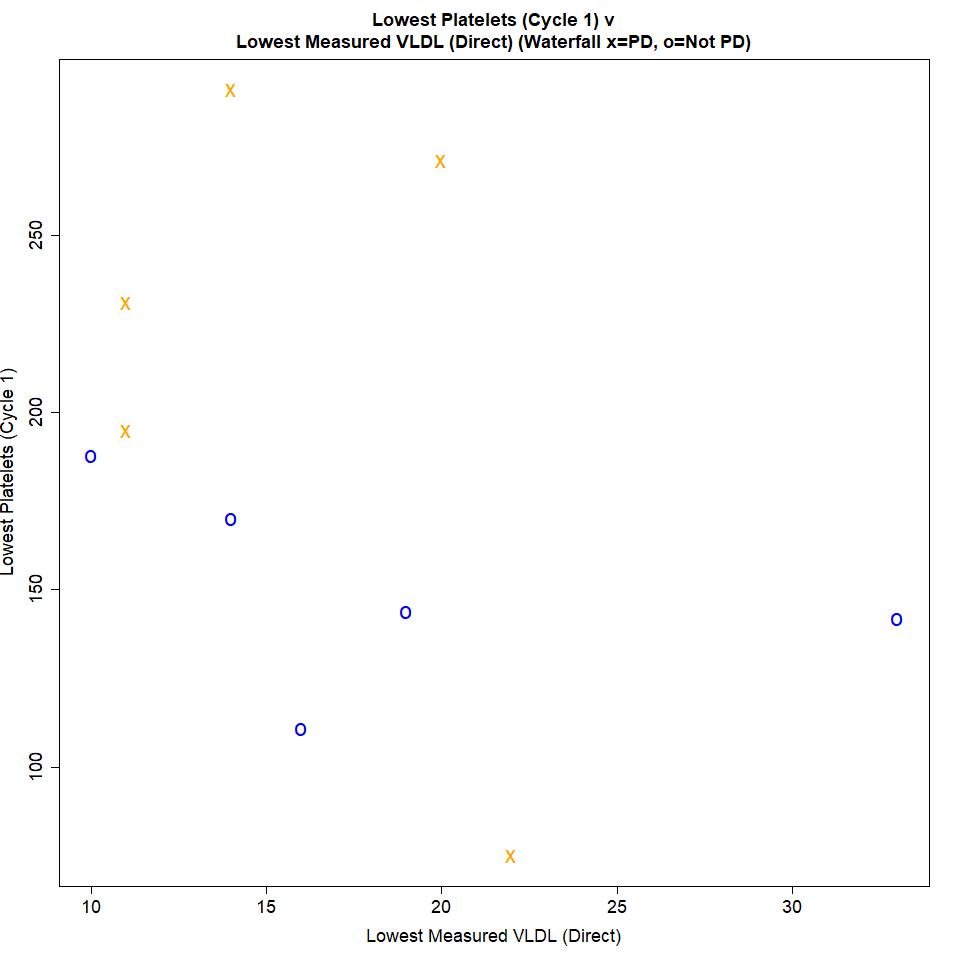 Lowest Platelets (Cycle 1) v
Lowest Measured VLDL (Direct) (Waterfall x=PD, o=Not PD)
Lowest Platelets (Cycle 1)
250
200
150
100
X
X
X
X
O
O
O
O
O
X
10
15
20
25
30
Lowest Measured VLDL (Direct)